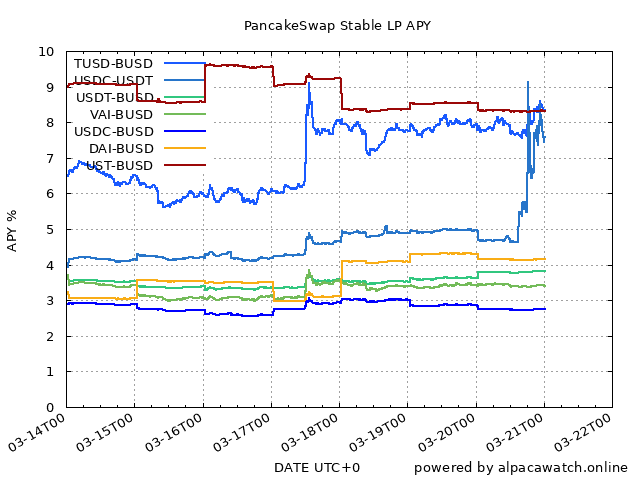 PancakeSwap Stable LP APY
10
9
8
7
6
5
4
3
2
1
0
APY %
TUSD-BUSD
USDC-USDT
USDT-BUSD
VAI-BUSD
USDC-BUSD
DAI-BUSD
UST-BUSD
03-14T00
03-15T00
03-16T00
03-17T00
03-18T00
03-19T00
03-20T00
03-21T00
03-22T00
DATE UTC+0
powered by alpacawatch.online